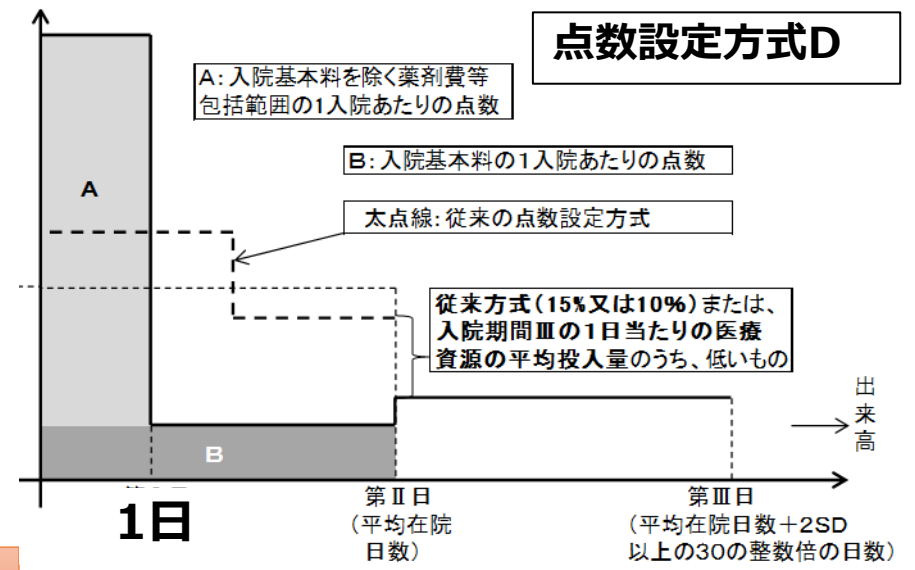 点数設定方式D
A：入院基本料を除く薬剤費等
包括範囲の1入院あたりの点数
B：入院基本料の1入院あたりの点数
A
太点線：従来の点数設定方式
従来方式（15％又は10％）または、
入院期間Ⅲの1日当たりの医療
資源の平均投入量のうち、低いもの
出来高
B
1日
第Ⅱ日
（平均在院
日数）
第Ⅲ日
（平均在院日数＋2SD
以上の30の整数倍の日数）